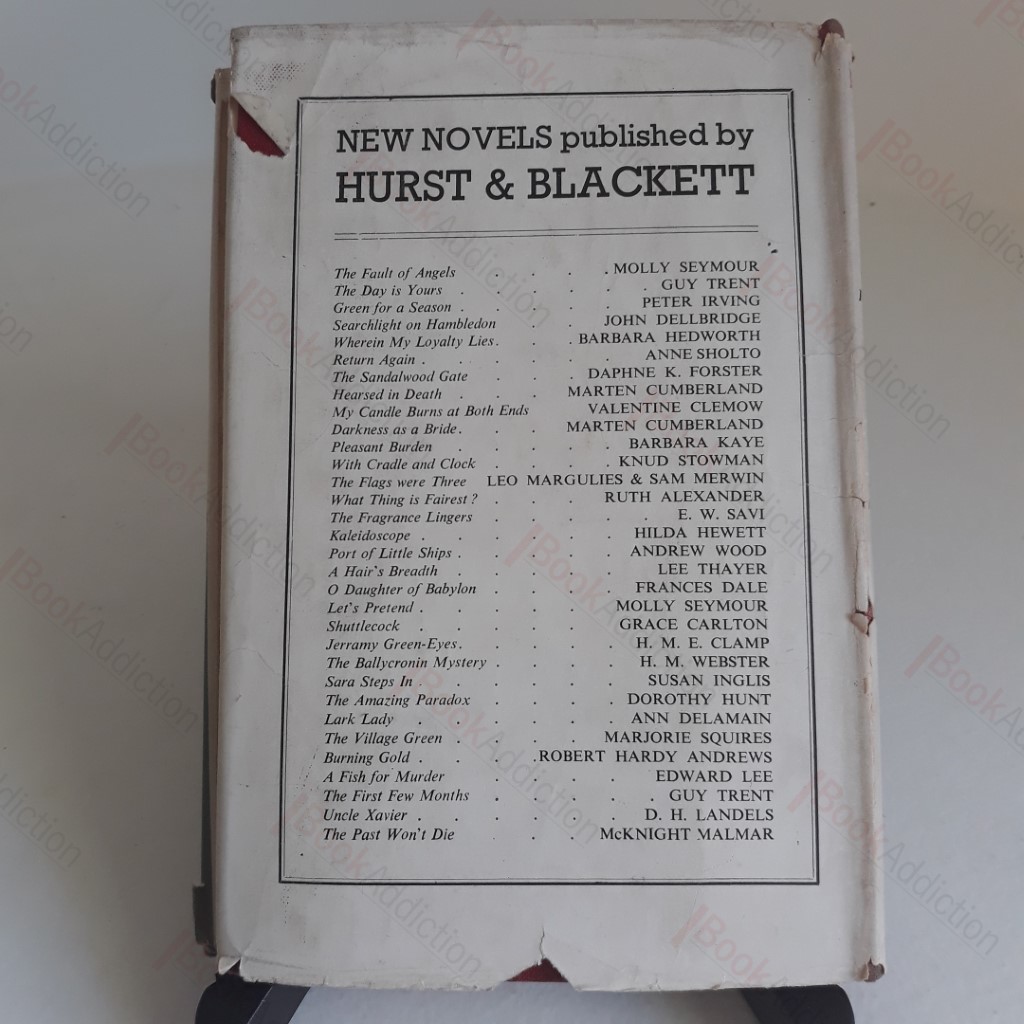 NEW NOVELS published by
HURST & BLACKETT
The Fault of Angels . . . . MOLLY SEYMOUR
The Day is Yours . . . . . . GUY TRENT
Green for a Season . . . . . PETER IRVING
Searchlight on Hambledon . . JOHN DELLBRIDGE
Wherein My Loyalty Lies. . . BARBARA HEDWORTH
Return Again . . . . . . ANNE SHOLTO
The Sandalwood Gate . . . DAPHNE K. FORSTER
Hearsed in Death . . . MARTEN CUMBERLAND
My Candle Burns at Both Ends VALENTINE CLEMOW
Darkness as a Bride. . . MARTEN CUMBERLAND
Pleasant Burden . . . . . BARBARA KAYE
With Cradle and Clock . . . . KNUD STOWMAN
The Flags were Three LEO MARGULIES & SAM MERWIN
What Thing is Fairest ? . . . RUTH ALEXANDER
The Fragrance Lingers . . . . . E. W. SAVI
Kaleidoscope . . . . . . HILDA HEWETT
Port of Little Ships . . . . . ANDREW WOOD
A Hair's Breadth . . . . . LEE THAYER
O Daughter of Babylon . . . . FRANCES DALE
Let's Pretend . . . . . MOLLY SEYMOUR
Shuttlecock . . . . . GRACE CARLTON
Jerramy Green-Eyes. . . . . H. M. E. CLAMP
The Ballycronin Mystery . . . . . H. M. WEBSTER
Sara Steps In . . . . . . SUSAN INGLIS
The Amazing Paradox . . . . DOROTHY HUNT
Lark Lady . . . . . . ANN DELAMAIN
The Village Green . . . . MARJORIE SQUIRES
Burning Gold . . . .ROBERT HARDY ANDREWS
A Fish for Murder . . . . EDWARD LEE
The First Few Months . . . . . GUY TRENT
Uncle Xavier . . . . . . D. H. LANDELS
The Past Won't Die . . . McKNIGHT MALMAR
BookAddiction